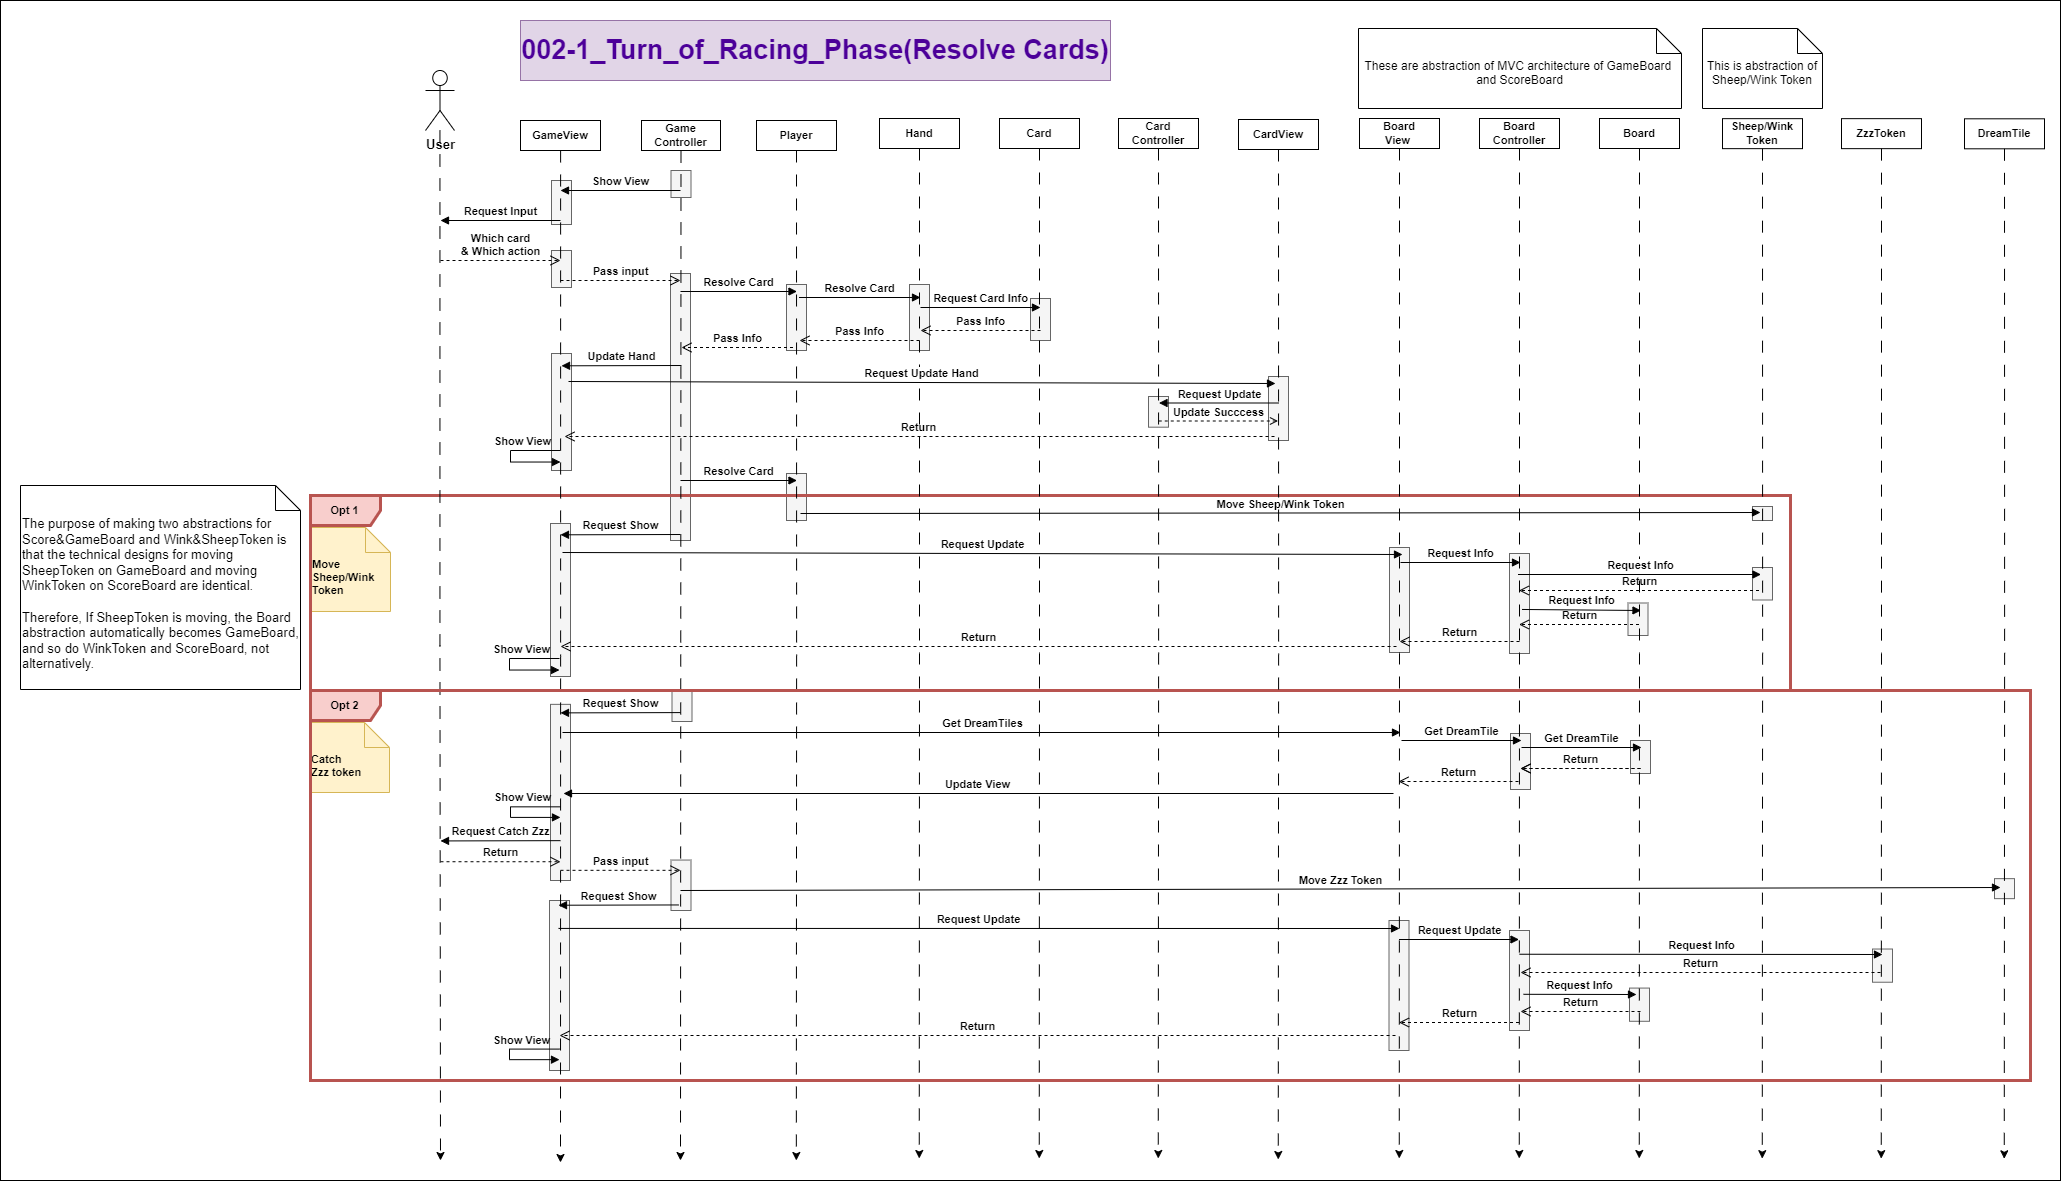 002-1_Turn_of_Racing_Phase(Resolve Cards)
These are abstraction of MVC architecture of GameBoard
and ScoreBoard
This is abstraction of
Sheep/Wink Token
User
GameView
Game
Controller
Player
Hand
Card
Card
Controller
CardView
Board
View
Board
Controller
Board
Sheep/Wink
Token
ZzzToken
DreamTile
Show View
Request Input
Which card
& Which action
Pass input
Resolve Card
Resolve Card
Request Card Info
Pass Info
Pass Info
Pass Info
Update Hand
Request Update Hand
Request Update
Update Succcess
Return
Show View
Resolve Card
The purpose of making two abstractions for
Score&GameBoard and Wink&SheepToken is
that the technical designs for moving
SheepToken on GameBoard and moving
WinkToken on ScoreBoard are identical.
Therefore, If SheepToken is moving, the Board
abstraction automatically becomes GameBoard,
and so do WinkToken and ScoreBoard, not
alternatively.
Opt 1
Move
Sheep/Wink
Token
Move Sheep/Wink Token
Request Show
Request Update
Request Info
Request Info
Return
Request Info
Return
Return
Return
Show View
Opt 2
Catch
Zzz token
Request Show
Get DreamTiles
Get DreamTile
Get DreamTile
Return
Return
Update View
Show View
Request Catch Zzz
Return
Pass input
Move Zzz Token
Request Show
Request Update
Request Update
Request Info
Return
Request Info
Return
Return
Return
Show View